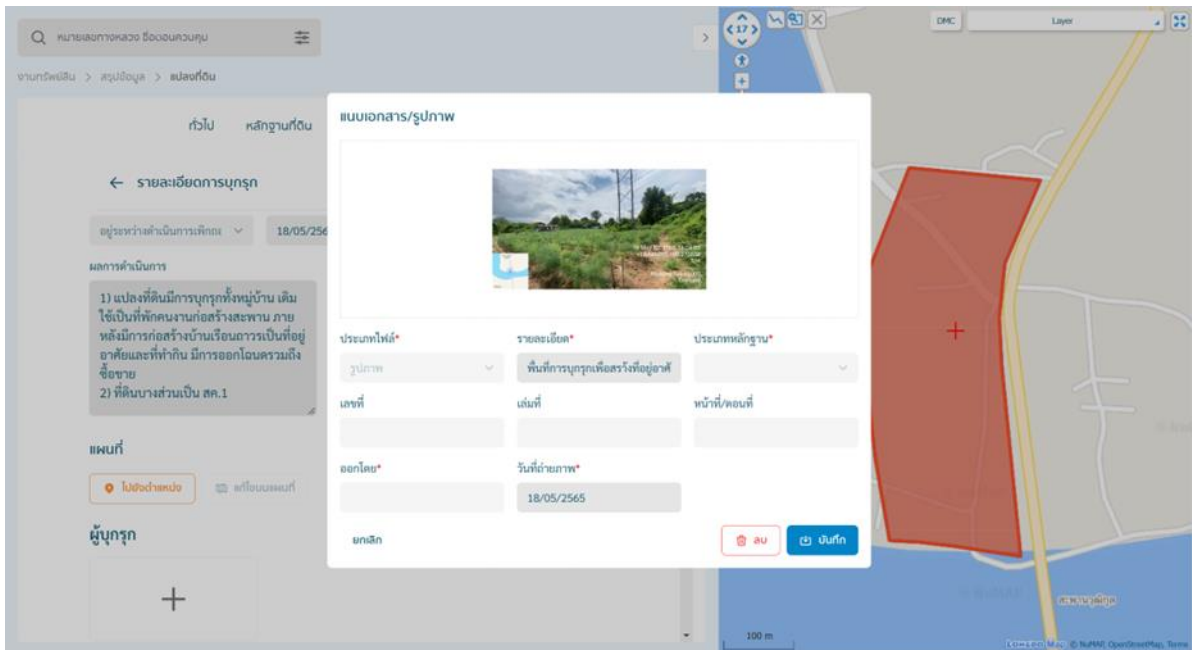 หมายเลขทางหลวง ชื่อตอนควบคุม
งานทรัพย์สิน > สรุปข้อมูล > แปลงที่ดิน
ทั่วไป หลักฐานที่ดิน
← รายละเอียดการบุกรุก
อยู่ระหว่างดำเนินการเพิกถ 18/05/256
ผลการดำเนินการ
1) แปลงที่ดินมีการบุกรุกทั้งหมู่บ้าน เดิม
ใช้เป็นที่พักคนงานก่อสร้างสะพาน ภาย
หลังมีการก่อสร้างบ้านเรือนถาวรเป็นที่อยู่
อาศัยและที่ทำกิน มีการออกโฉนดรวมถึง
ซื้อขาย
2) ที่ดินบางส่วนเป็น สค.1
แผนที่
ไปยังตำแหน่ง แก้ไขบนแผนที่
ผู้บุกรุก
แนบเอกสาร/รูปภาพ
ประเภทไฟล์* รายละเอียด* ประเภทหลักฐาน*
รูปภาพ พื้นที่การบุกรุกเพื่อสร้างที่อยู่อาศั
เลขที่ เล่มที่ หน้าที่/ตอนที่
ออกโดย* วันที่ถ่ายภาพ*
18/05/2565
ยกเลิก ลบ บันทึก
17
DMC Layer
สะพานวุฒิกุล
100 m
Longdo Map, © NuMAP, OpenStreetMap, Terms